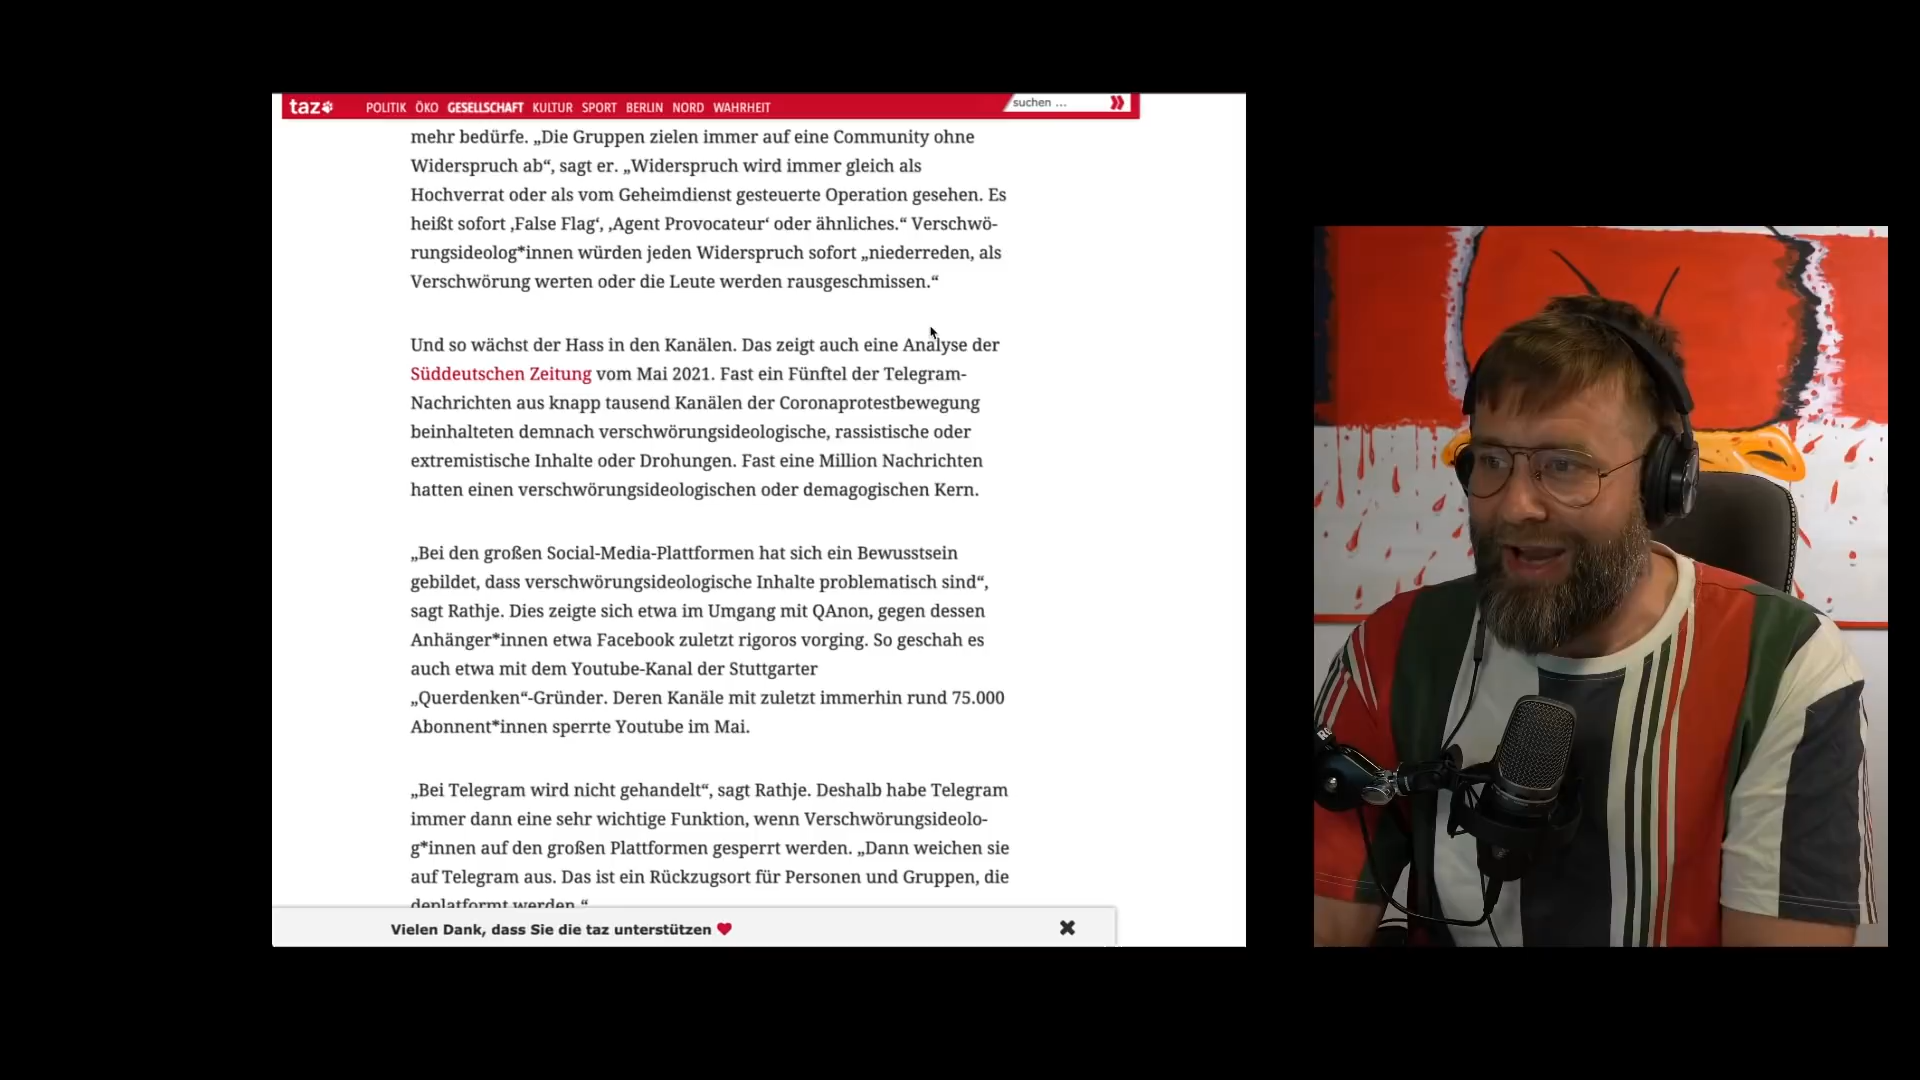 taz
POLITIK ÖKO GESELLSCHAFT KULTUR SPORT BERLIN NORD WAHRHEIT
suchen ...
mehr bedürfe. „Die Gruppen zielen immer auf eine Community ohne
Widerspruch ab“, sagt er. „Widerspruch wird immer gleich als
Hochverrat oder als vom Geheimdienst gesteuerte Operation gesehen. Es
heißt sofort ‚False Flag‘, ‚Agent Provocateur‘ oder ähnliches.“ Verschwö-
rungsideolog*innen würden jeden Widerspruch sofort „niederreden, als
Verschwörung werten oder die Leute werden rausgeschmissen.“
Und so wächst der Hass in den Kanälen. Das zeigt auch eine Analyse der
Süddeutschen Zeitung vom Mai 2021. Fast ein Fünftel der Telegram-
Nachrichten aus knapp tausend Kanälen der Coronaprotestbewegung
beinhalteten demnach verschwörungsideologische, rassistische oder
extremistische Inhalte oder Drohungen. Fast eine Million Nachrichten
hatten einen verschwörungsideologischen oder demagogischen Kern.
„Bei den großen Social-Media-Plattformen hat sich ein Bewusstsein
gebildet, dass verschwörungsideologische Inhalte problematisch sind“,
sagt Rathje. Dies zeigte sich etwa im Umgang mit QAnon, gegen dessen
Anhänger*innen etwa Facebook zuletzt rigoros vorging. So geschah es
auch etwa mit dem Youtube-Kanal der Stuttgarter
„Querdenken“-Gründer. Deren Kanäle mit zuletzt immerhin rund 75.000
Abonnent*innen sperrte Youtube im Mai.
„Bei Telegram wird nicht gehandelt“, sagt Rathje. Deshalb habe Telegram
immer dann eine sehr wichtige Funktion, wenn Verschwörungsideolo-
g*innen auf den großen Plattformen gesperrt werden. „Dann weichen sie
auf Telegram aus. Das ist ein Rückzugsort für Personen und Gruppen, die
deplatformt werden.“
Vielen Dank, dass Sie die taz unterstützen